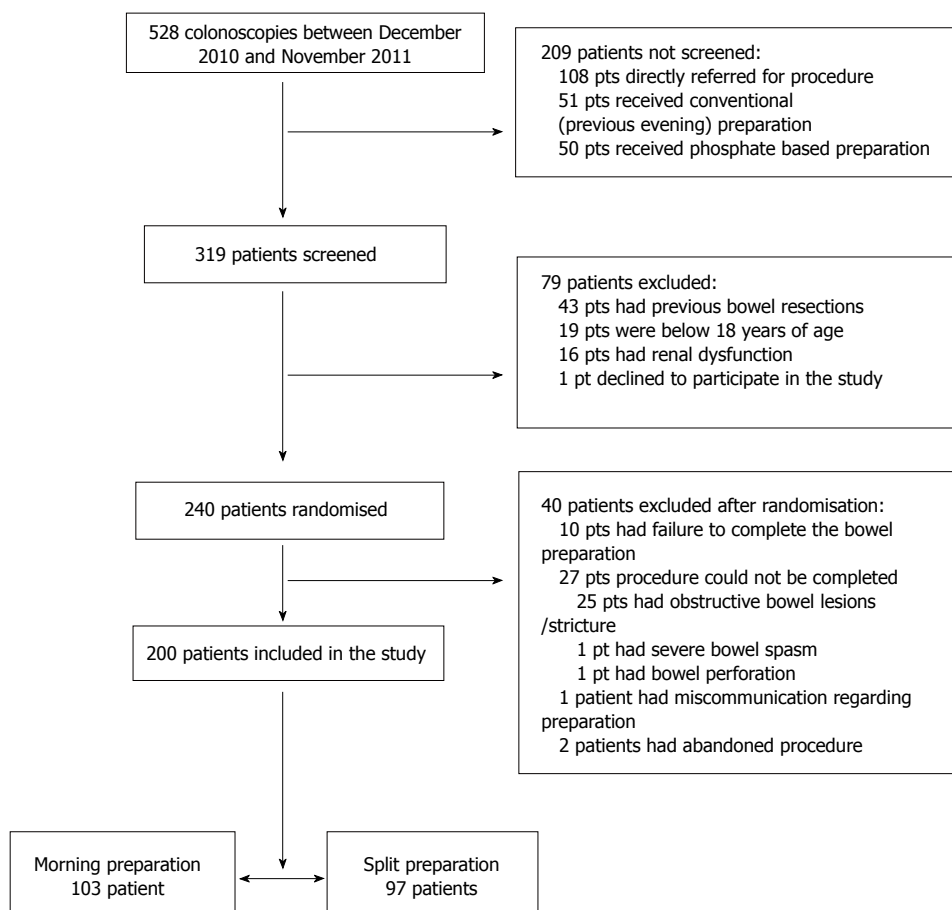 528 colonoscopies between December
2010 and November 2011
209 patients not screened:
108 pts directly referred for procedure
51 pts received conventional
(previous evening) preparation
50 pts received phosphate based preparation
319 patients screened
79 patients excluded:
43 pts had previous bowel resections
19 pts were below 18 years of age
16 pts had renal dysfunction
1 pt declined to participate in the study
240 patients randomised
40 patients excluded after randomisation:
10 pts had failure to complete the bowel
preparation
27 pts procedure could not be completed
25 pts had obstructive bowel lesions
/stricture
1 pt had severe bowel spasm
1 pt had bowel perforation
1 patient had miscommunication regarding
preparation
2 patients had abandoned procedure
200 patients included in the study
Morning preparation
103 patient
Split preparation
97 patients